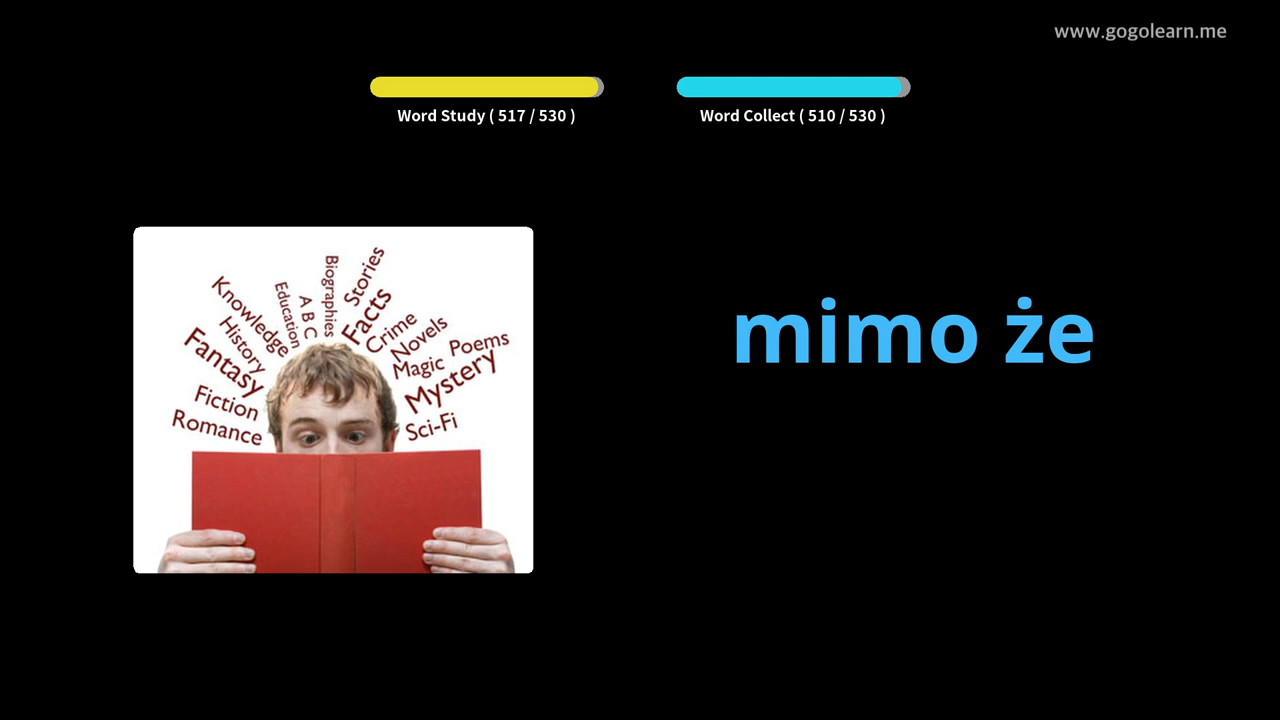 www.gogolearn.me
Word Study ( 517 / 530 )
Word Collect ( 510 / 530 )
Romance
Fiction
Fantasy
History
Knowledge
Education
A B C
Biographies
Stories
Facts
Crime
Novels
Magic
Poems
Mystery
Sci-Fi
mimo że